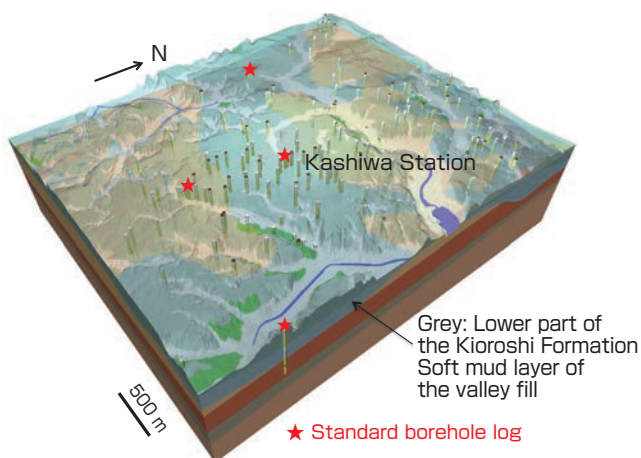 N
Kashiwa Station
Grey: Lower part of
the Kioroshi Formation
Soft mud layer of
the valley fill
500 m
★ Standard borehole log